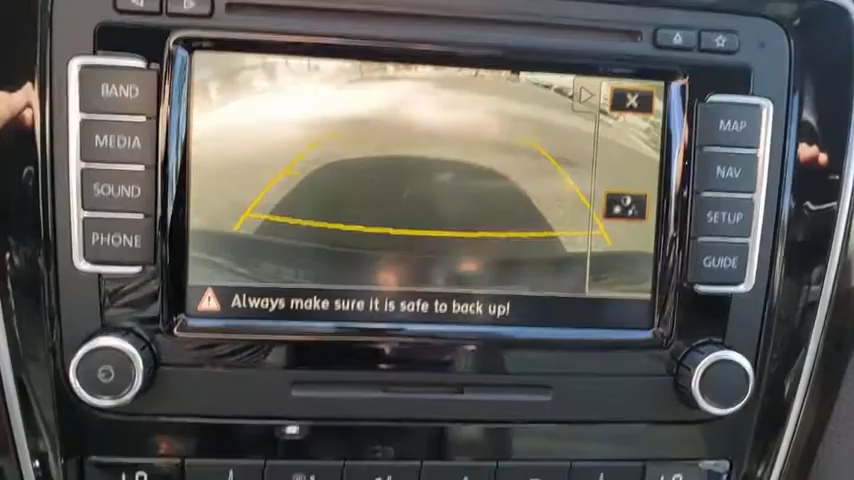 BAND
MEDIA
SOUND
PHONE
MAP
NAV
SETUP
GUIDE
X
Always make sure it is safe to back up!